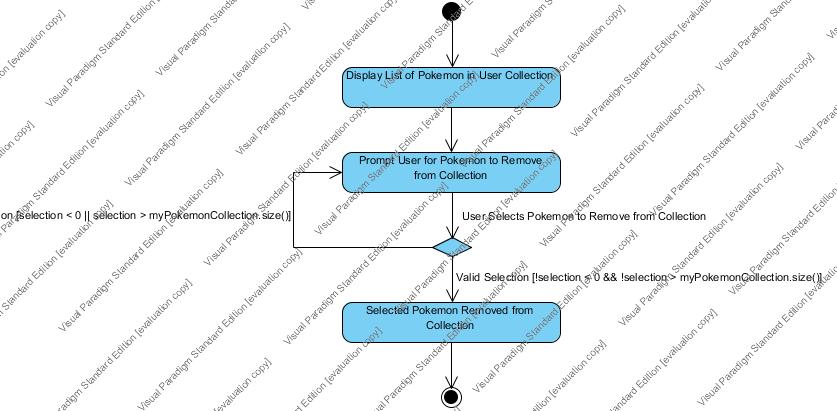 Display List of Pokemon in User Collection
Prompt User for Pokemon to Remove
from Collection
on [selection < 0 || selection > myPokemonCollection.size()]
User Selects Pokemon to Remove from Collection
Valid Selection [!selection < 0 && !selection > myPokemonCollection.size()]
Selected Pokemon Removed from
Collection
Visual Paradigm Standard Edition [evaluation copy]